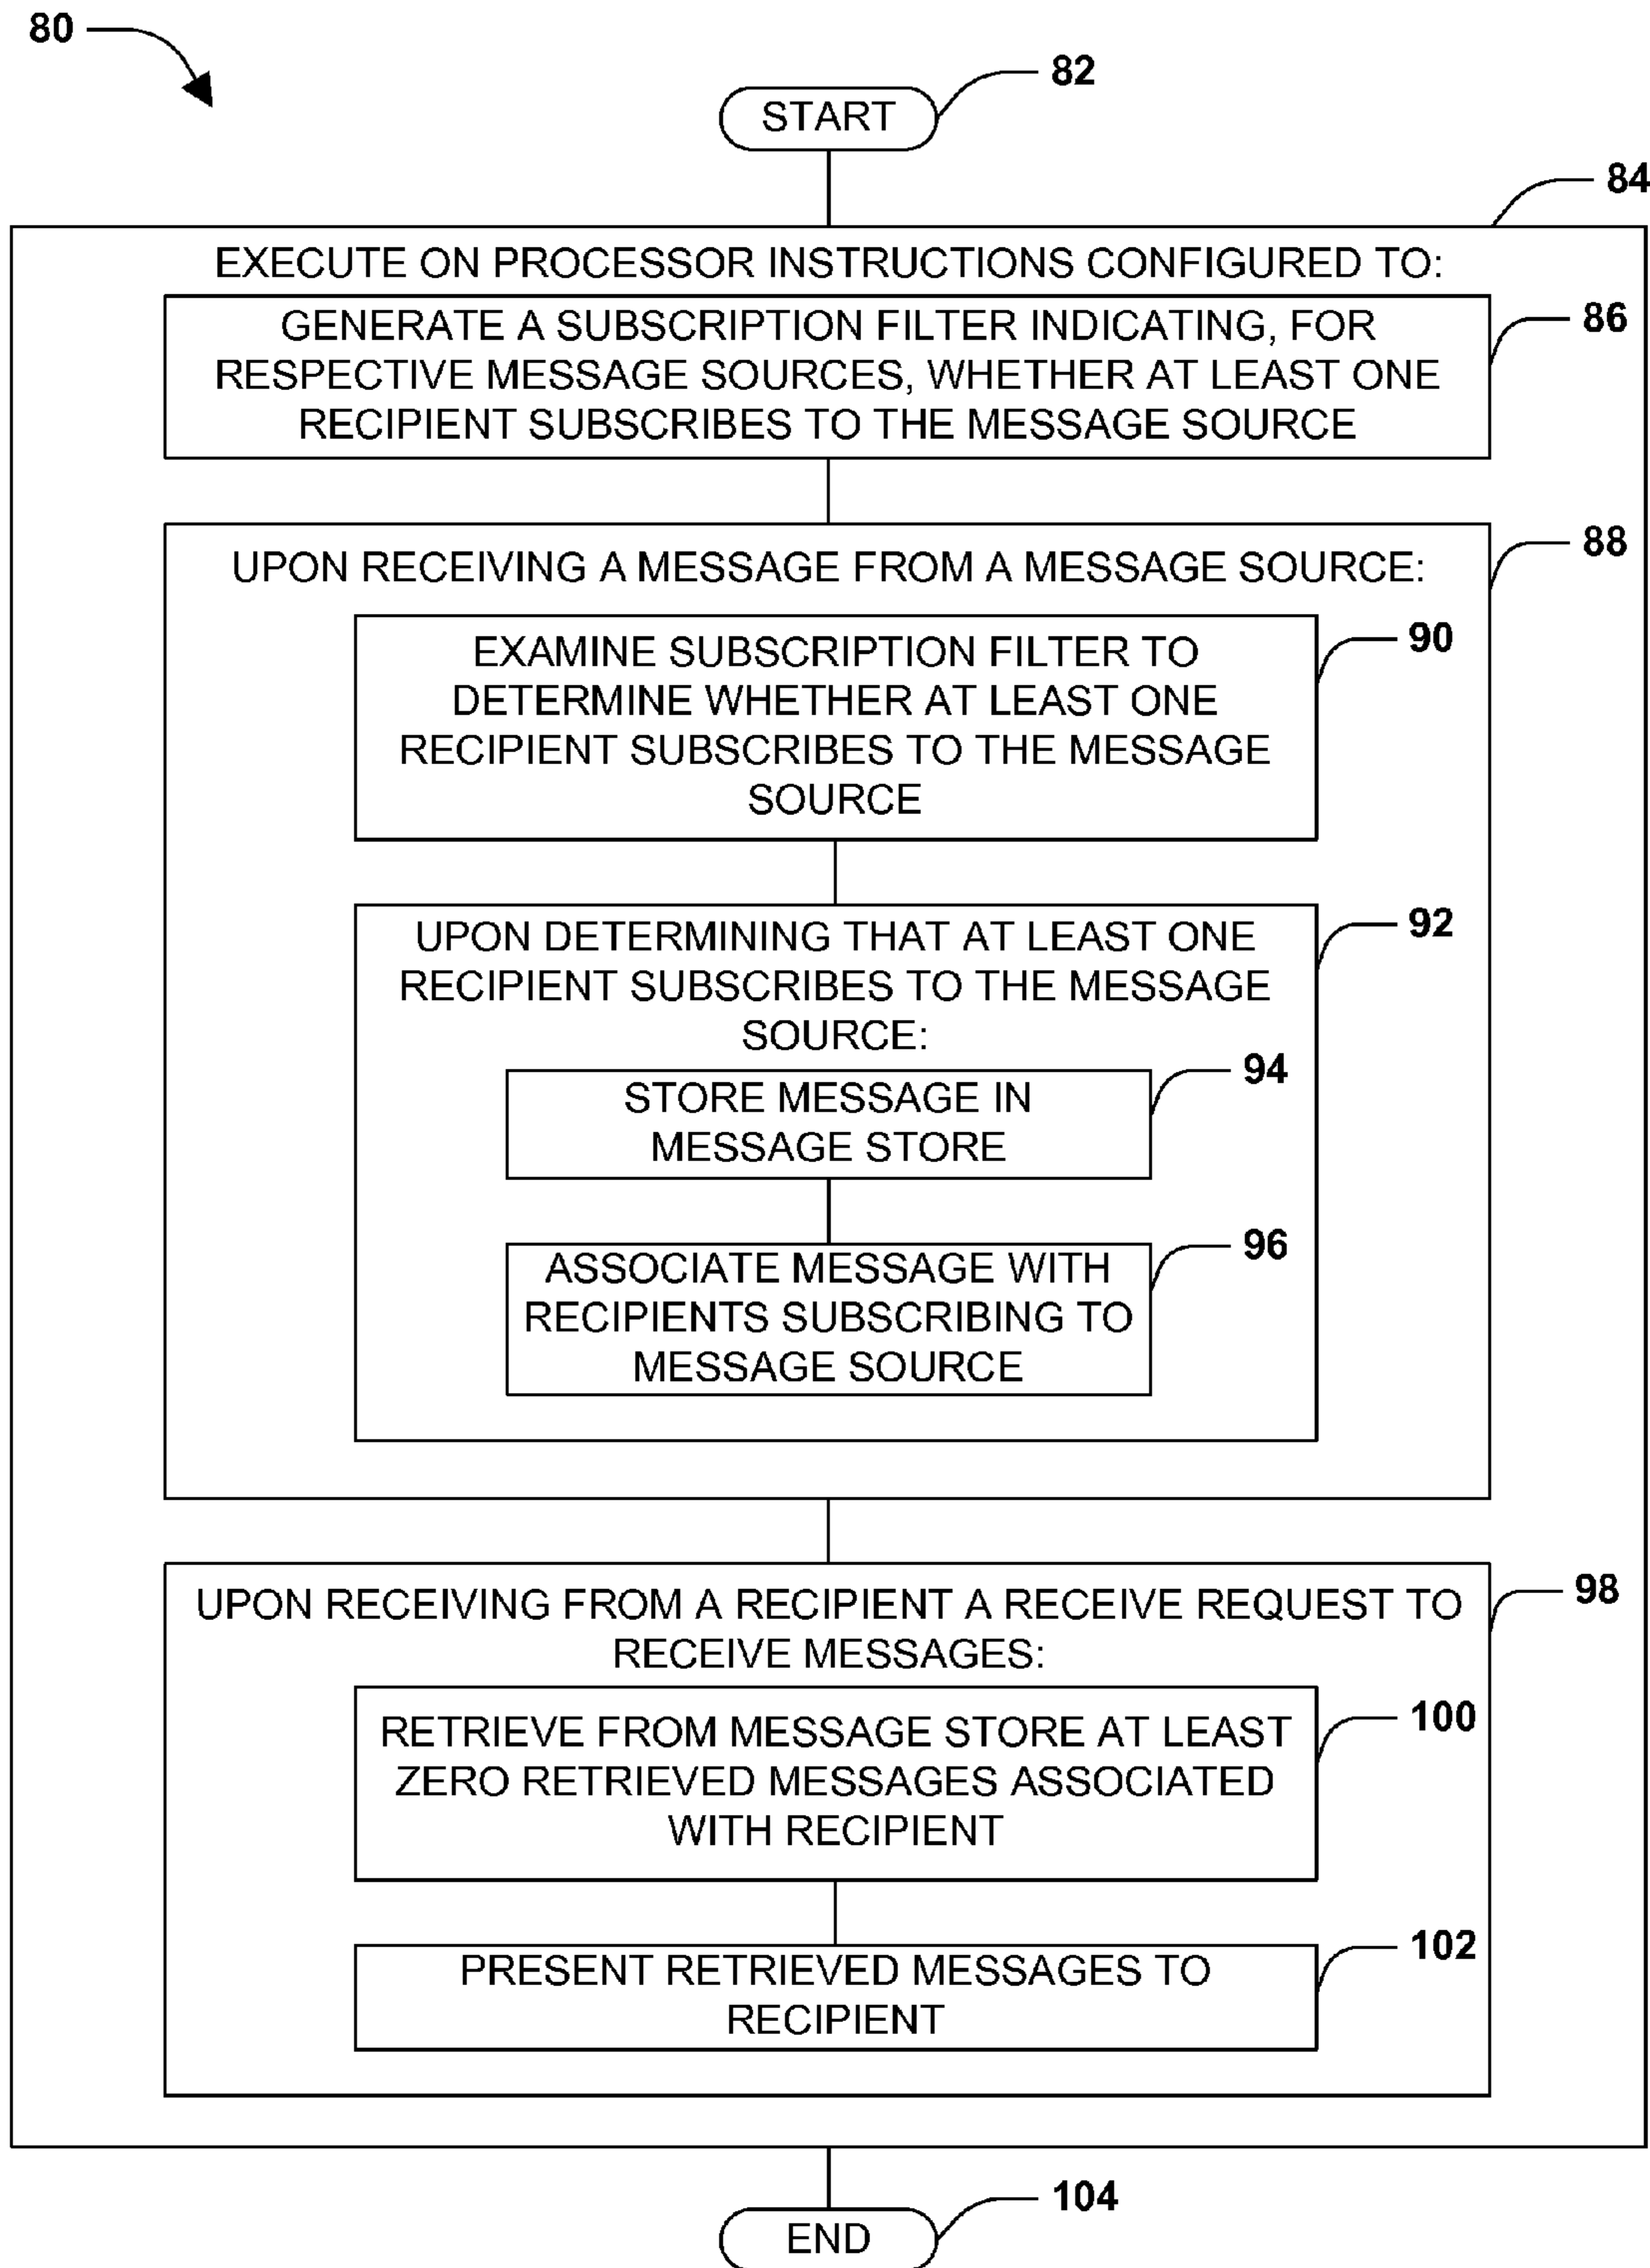 80
82
START
84
EXECUTE ON PROCESSOR INSTRUCTIONS CONFIGURED TO:
86
GENERATE A SUBSCRIPTION FILTER INDICATING, FOR
RESPECTIVE MESSAGE SOURCES, WHETHER AT LEAST ONE
RECIPIENT SUBSCRIBES TO THE MESSAGE SOURCE
88
UPON RECEIVING A MESSAGE FROM A MESSAGE SOURCE:
90
EXAMINE SUBSCRIPTION FILTER TO
DETERMINE WHETHER AT LEAST ONE
RECIPIENT SUBSCRIBES TO THE MESSAGE
SOURCE
92
UPON DETERMINING THAT AT LEAST ONE
RECIPIENT SUBSCRIBES TO THE MESSAGE
SOURCE:
94
STORE MESSAGE IN
MESSAGE STORE
96
ASSOCIATE MESSAGE WITH
RECIPIENTS SUBSCRIBING TO
MESSAGE SOURCE
98
UPON RECEIVING FROM A RECIPIENT A RECEIVE REQUEST TO
RECEIVE MESSAGES:
100
RETRIEVE FROM MESSAGE STORE AT LEAST
ZERO RETRIEVED MESSAGES ASSOCIATED
WITH RECIPIENT
102
PRESENT RETRIEVED MESSAGES TO
RECIPIENT
104
END